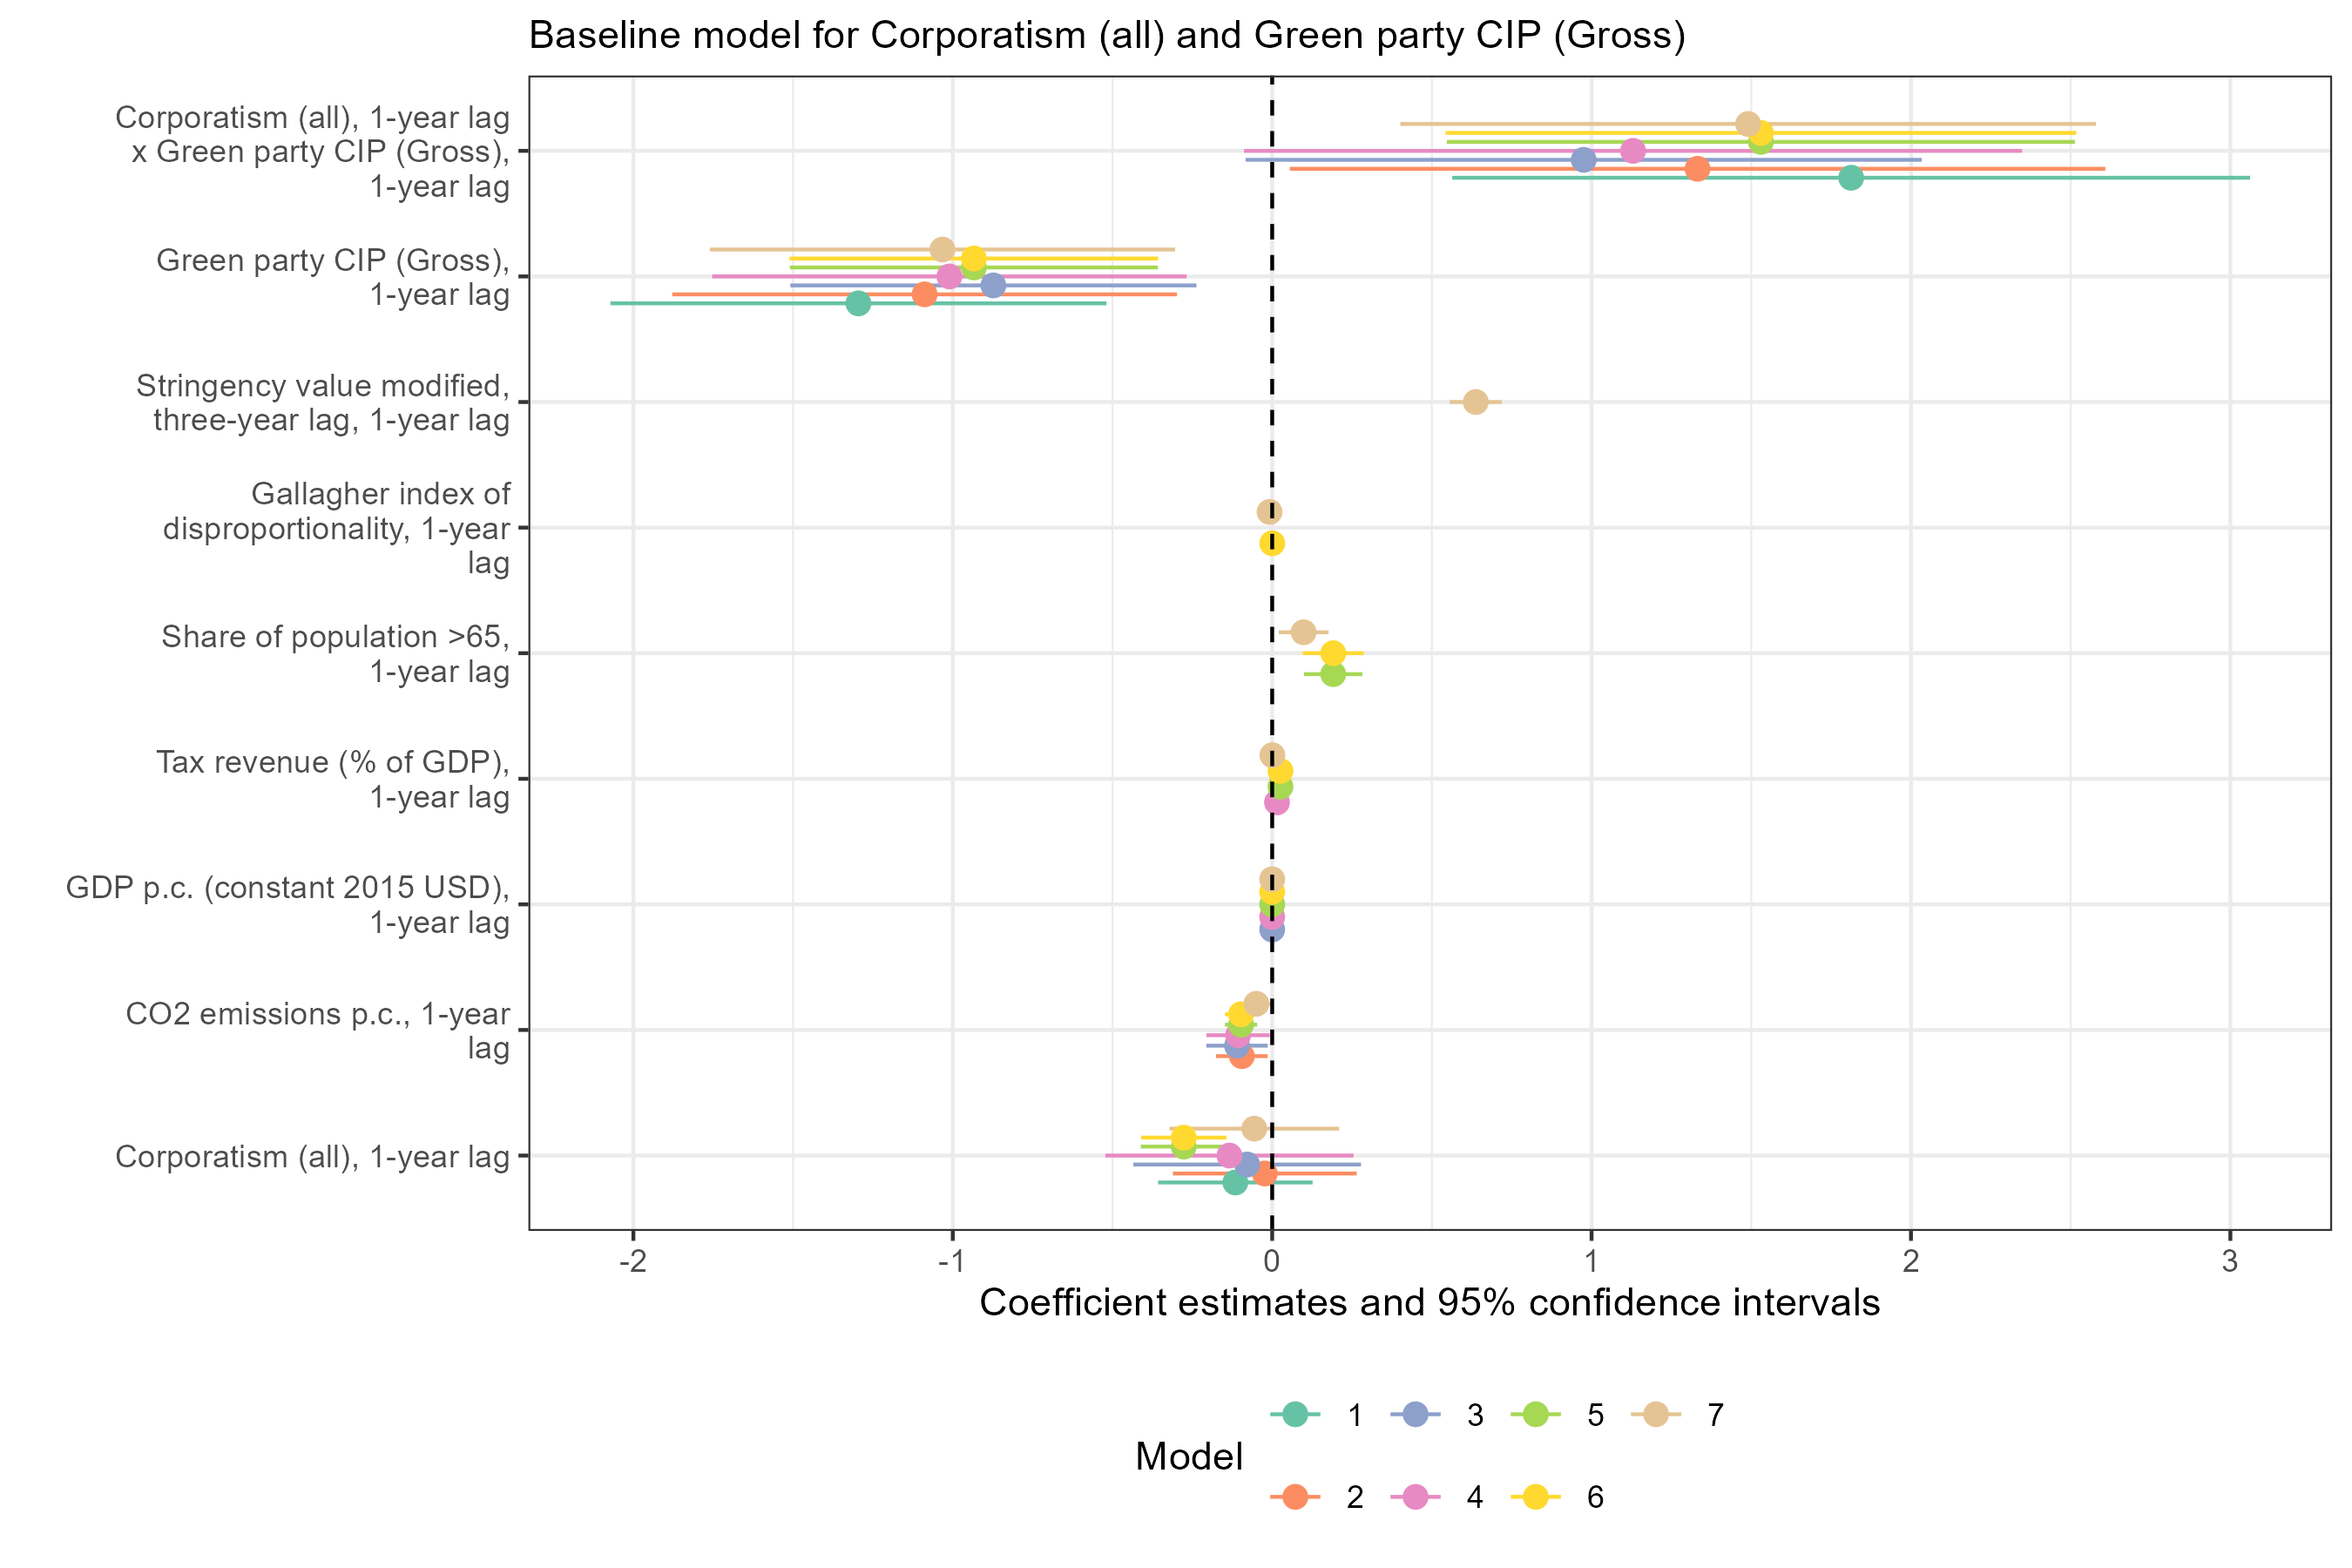 Baseline model for Corporatism (all) and Green party CIP (Gross)
Corporatism (all), 1-year lag
x Green party CIP (Gross),
1-year lag
Green party CIP (Gross),
1-year lag
Stringency value modified,
three-year lag, 1-year lag
Gallagher index of
disproportionality, 1-year
lag
Share of population >65,
1-year lag
Tax revenue (% of GDP),
1-year lag
GDP p.c. (constant 2015 USD),
1-year lag
CO2 emissions p.c., 1-year
lag
Corporatism (all), 1-year lag
-2 -1 0 1 2 3
Coefficient estimates and 95% confidence intervals
1 3 5 7
Model
2 4 6